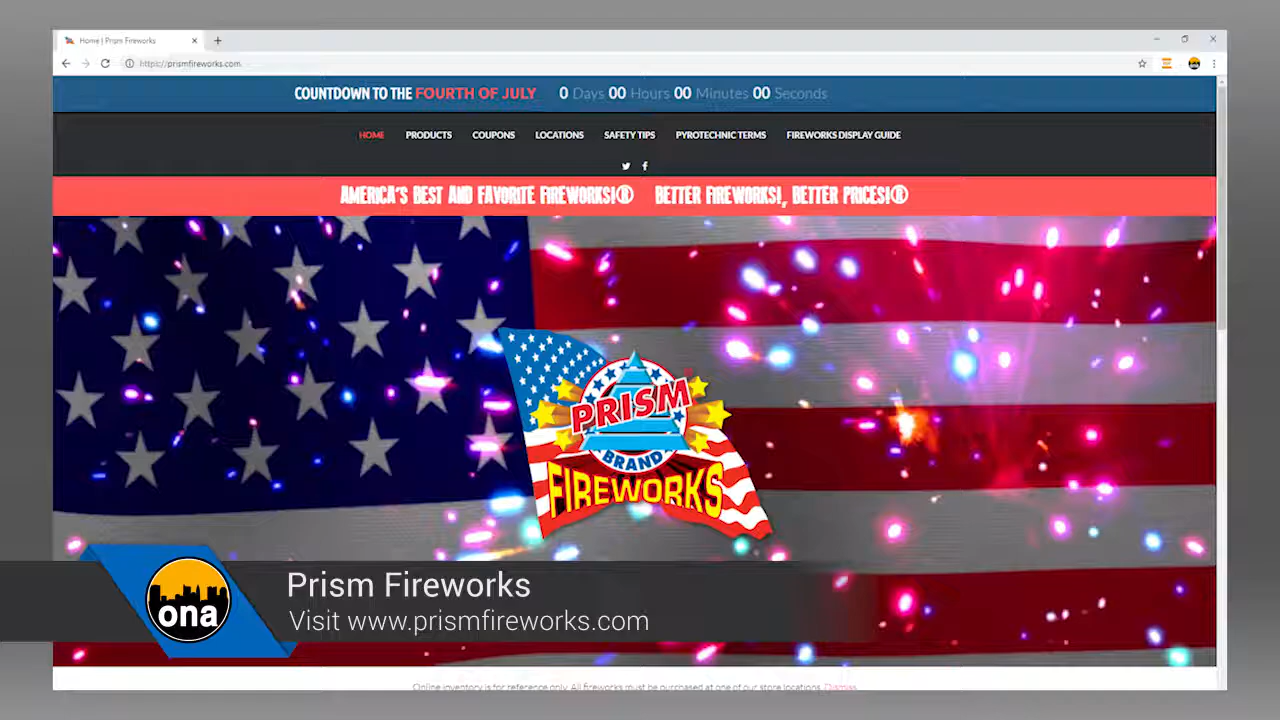 Home | Prism Fireworks
https://prismfireworks.com
COUNTDOWN TO THE FOURTH OF JULY 0 Days 00 Hours 00 Minutes 00 Seconds
HOME PRODUCTS COUPONS LOCATIONS SAFETY TIPS PYROTECHNIC TERMS FIREWORKS DISPLAY GUIDE
AMERICA'S BEST AND FAVORITE FIREWORKS!® BETTER FIREWORKS!, BETTER PRICES!®
PRISM
BRAND
FIREWORKS
ona
Prism Fireworks
Visit www.prismfireworks.com
Online inventory is for reference only. All fireworks must be purchased at one of our store locations. Dismiss